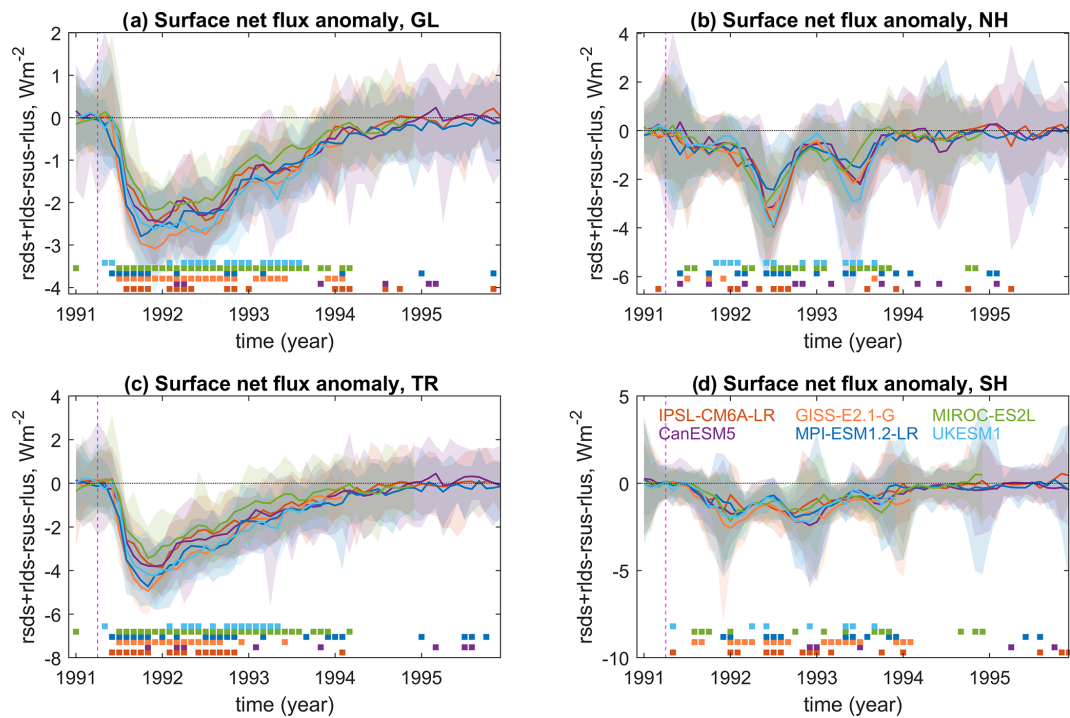 (a) Surface net flux anomaly, GL
rsds+rlds-rsus-rlus, Wm-2
2
1
0
-1
-2
-3
-4
1991 1992 1993 1994 1995
time (year)
(b) Surface net flux anomaly, NH
rsds+rlds-rsus-rlus, Wm-2
4
2
0
-2
-4
-6
1991 1992 1993 1994 1995
time (year)
(c) Surface net flux anomaly, TR
rsds+rlds-rsus-rlus, Wm-2
4
2
0
-2
-4
-6
-8
1991 1992 1993 1994 1995
time (year)
(d) Surface net flux anomaly, SH
rsds+rlds-rsus-rlus, Wm-2
5
0
-5
-10
IPSL-CM6A-LR GISS-E2.1-G MIROC-ES2L
CanESM5 MPI-ESM1.2-LR UKESM1
1991 1992 1993 1994 1995
time (year)